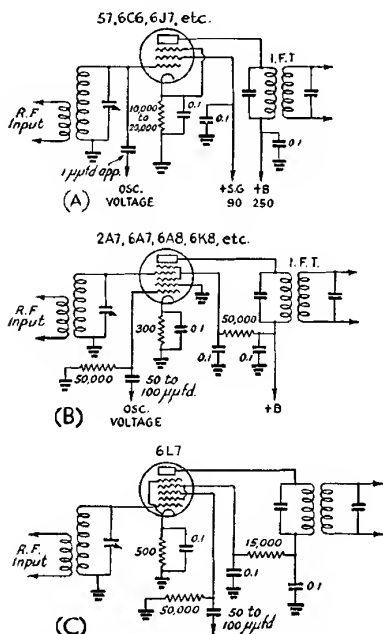 57, 6C6, 6J7, etc.
I.F.T
R.F.
Input
10,000
to
20,000
0.1
0.1
0.1
1 µµfd app.
(A)
OSC.
VOLTAGE
+S.G
90
+B
250
2A7, 6A7, 6A8, 6K8, etc.
I.F.T.
R.F.
Input
300
0.1
50,000
0.1
0.1
50,000
50 to
100 µµfd.
(B)
OSC.
VOLTAGE
+B
6L7
R.F.
Input
500
0.1
15,000
0.1
0.1
50,000
50 to
100 µµfd.
(C)